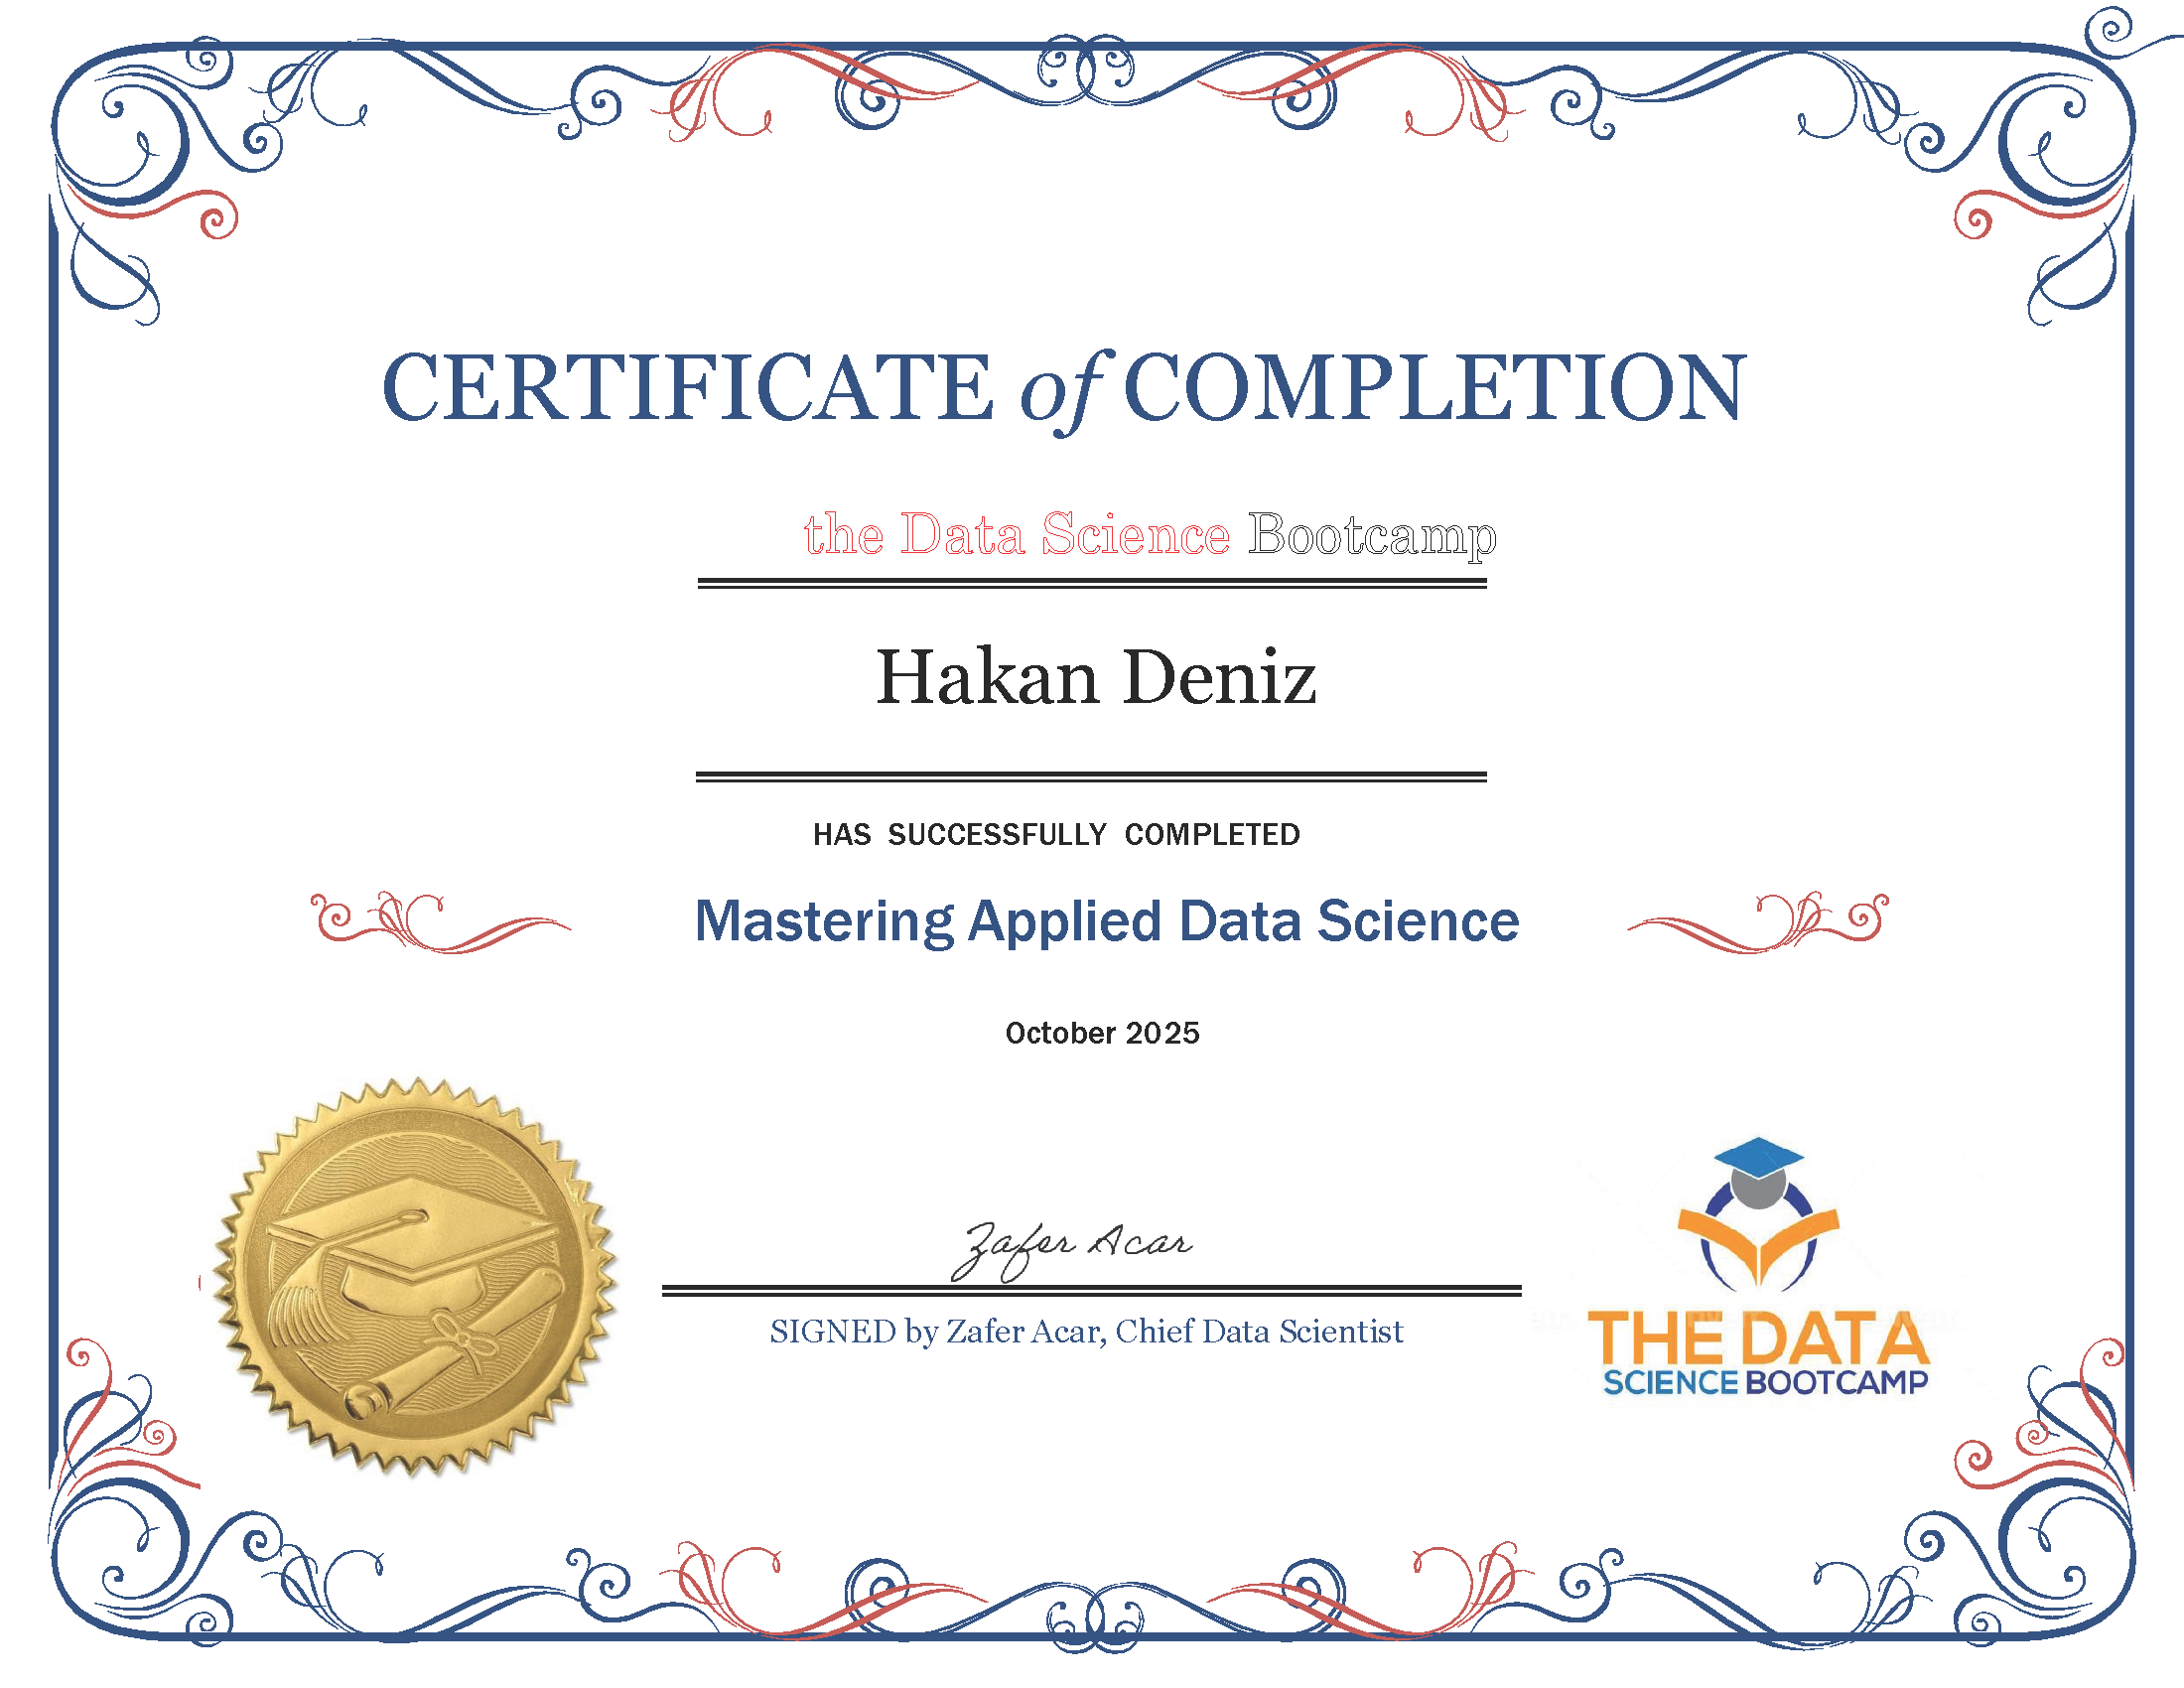 CERTIFICATE of COMPLETION
the Data Science Bootcamp
Hakan Deniz
HAS SUCCESSFULLY COMPLETED
Mastering Applied Data Science
October 2025
Zafer Acar
SIGNED by Zafer Acar, Chief Data Scientist
THE DATA
SCIENCE BOOTCAMP